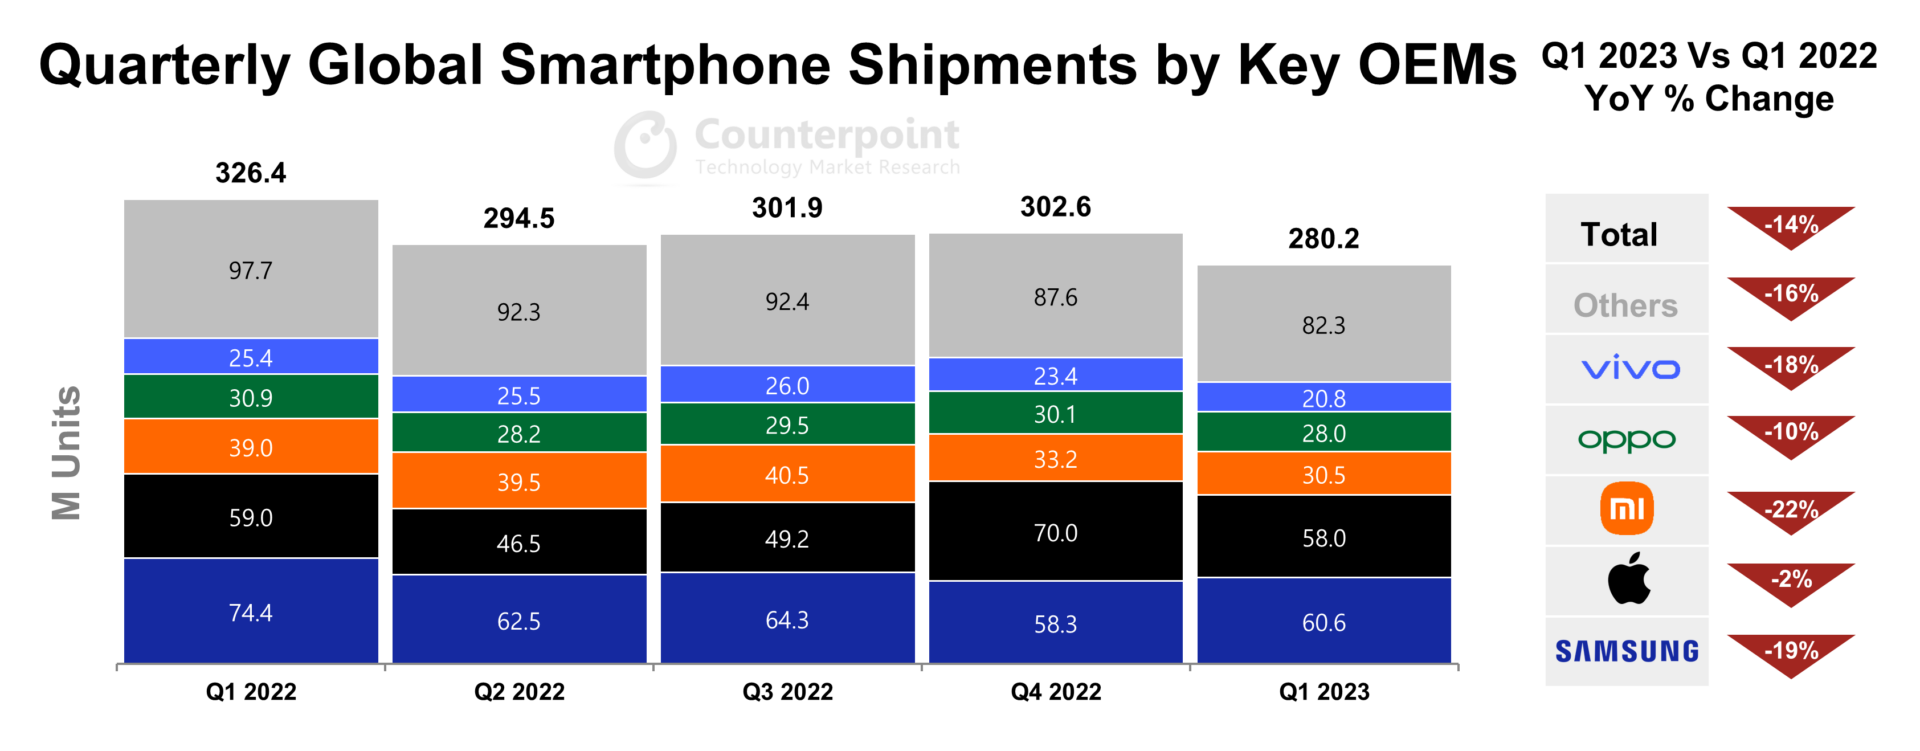 Quarterly Global Smartphone Shipments by Key OEMs
Q1 2023 Vs Q1 2022
YoY % Change
Counterpoint
Technology Market Research
M Units
326.4
294.5
301.9
302.6
280.2
97.7
92.3
92.4
87.6
82.3
25.4
25.5
26.0
23.4
20.8
30.9
28.2
29.5
30.1
28.0
39.0
39.5
40.5
33.2
30.5
59.0
46.5
49.2
70.0
58.0
74.4
62.5
64.3
58.3
60.6
Q1 2022
Q2 2022
Q3 2022
Q4 2022
Q1 2023
Total -14%
Others -16%
vivo -18%
oppo -10%
mi -22%
-2%
SAMSUNG -19%